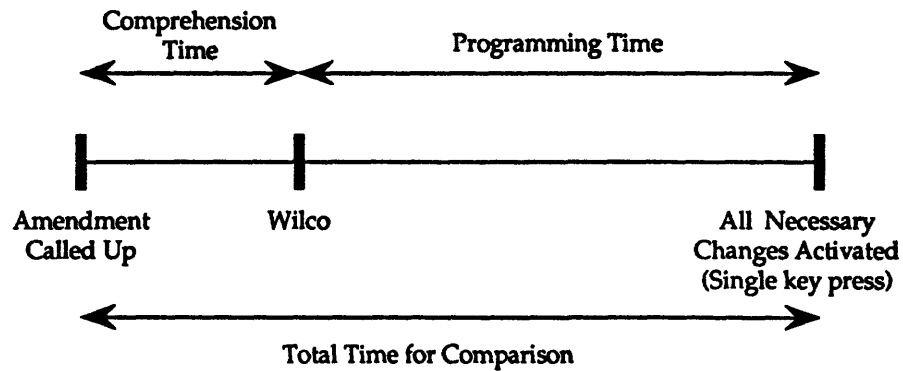 Comprehension
Time
Programming Time
Amendment
Called Up
Wilco
All Necessary
Changes Activated
(Single key press)
Total Time for Comparison